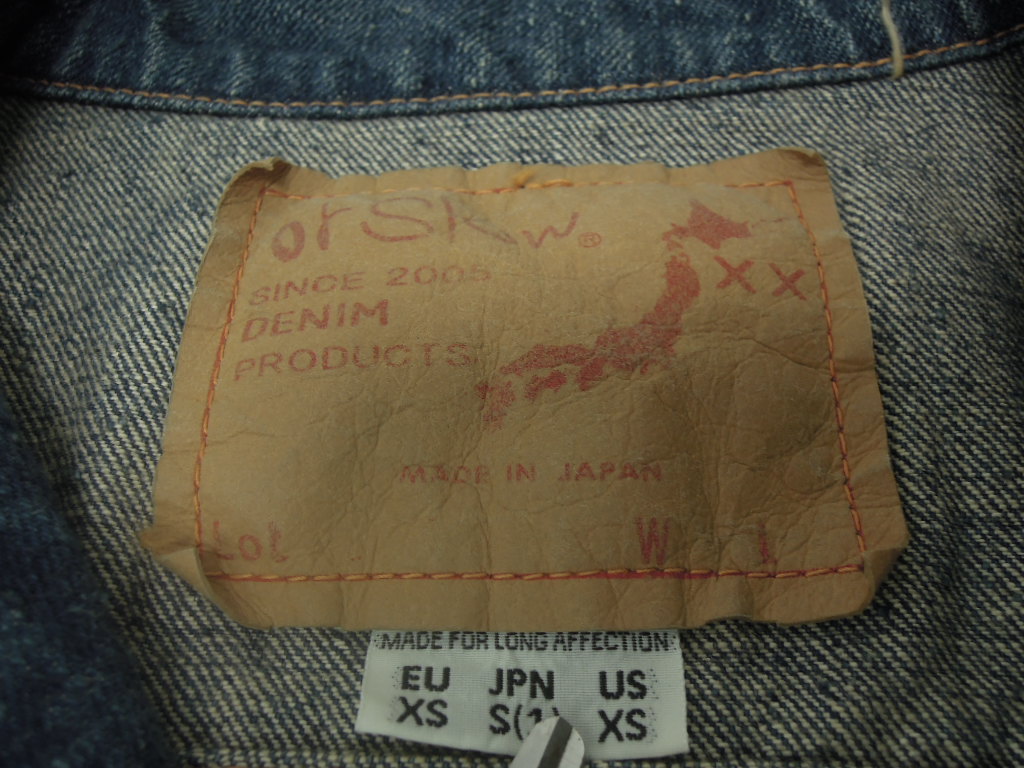 orSlow®
SINCE 2005
DENIM
PRODUCTS
XX
MADE IN JAPAN
Lot W L
MADE FOR LONG AFFECTION
EU JPN US
XS S(1) XS